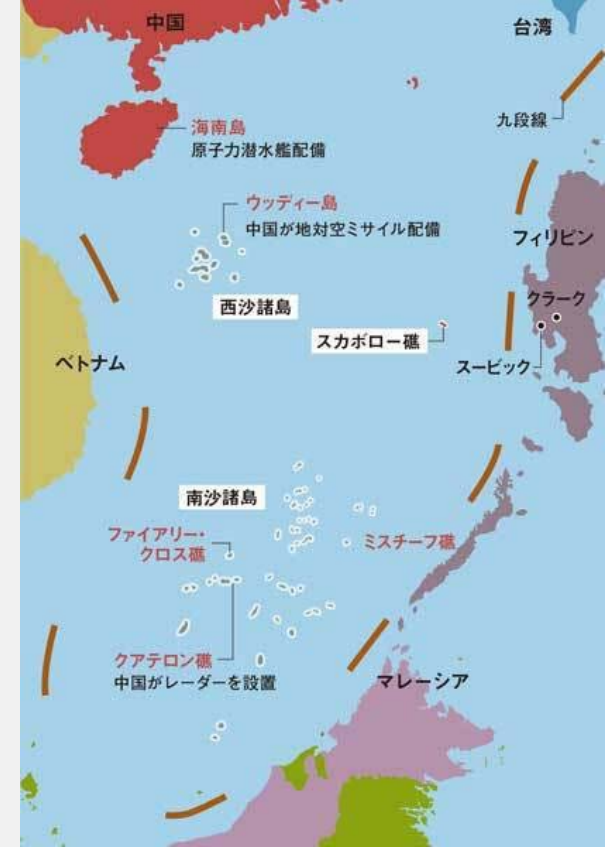 中国
台湾
九段線
海南島
原子力潜水艦配備
ウッディー島
中国が地対空ミサイル配備
フィリピン
西沙諸島
クラーク
スカボロー礁
スービック
ベトナム
南沙諸島
ファイアリー・
クロス礁
ミスチーフ礁
クアテロン礁
中国がレーダーを設置
マレーシア